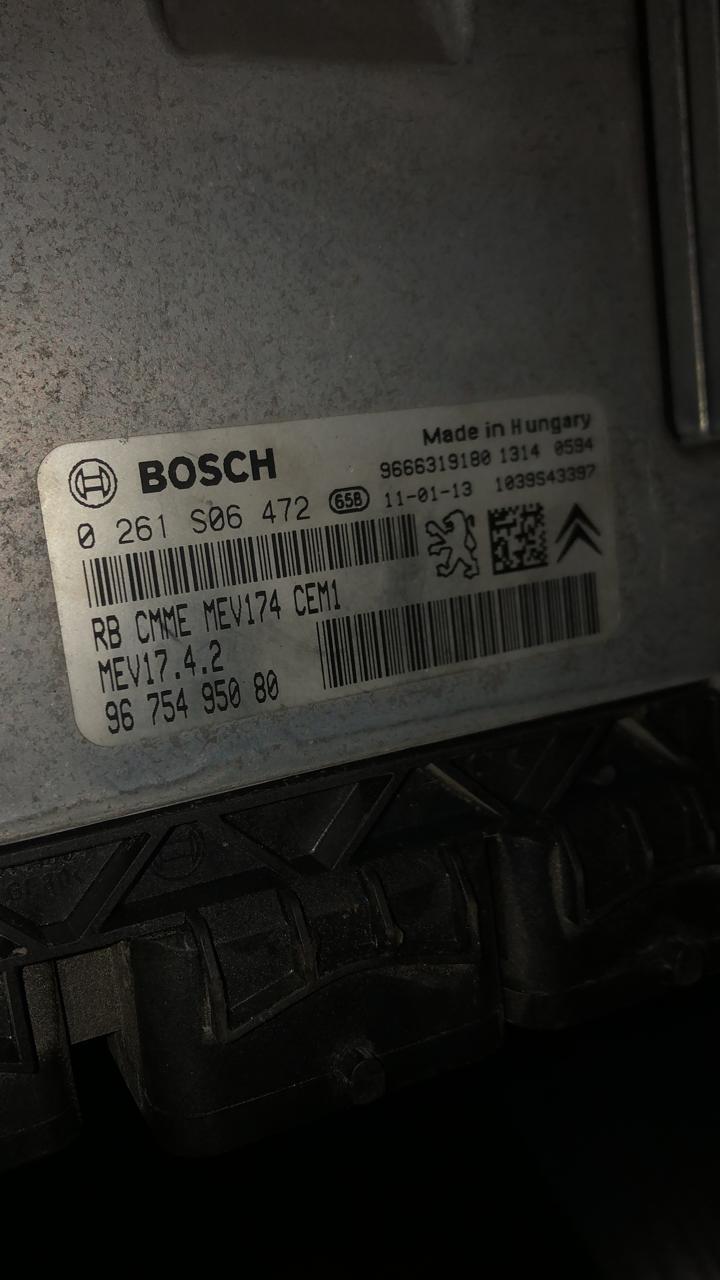 Made in Hungary
BOSCH
9666319180 1314 0594
0 261 S06 472 658 11-01-13 1039S43397
RB CMME MEV174 CEM1
MEV17.4.2
96 754 950 80